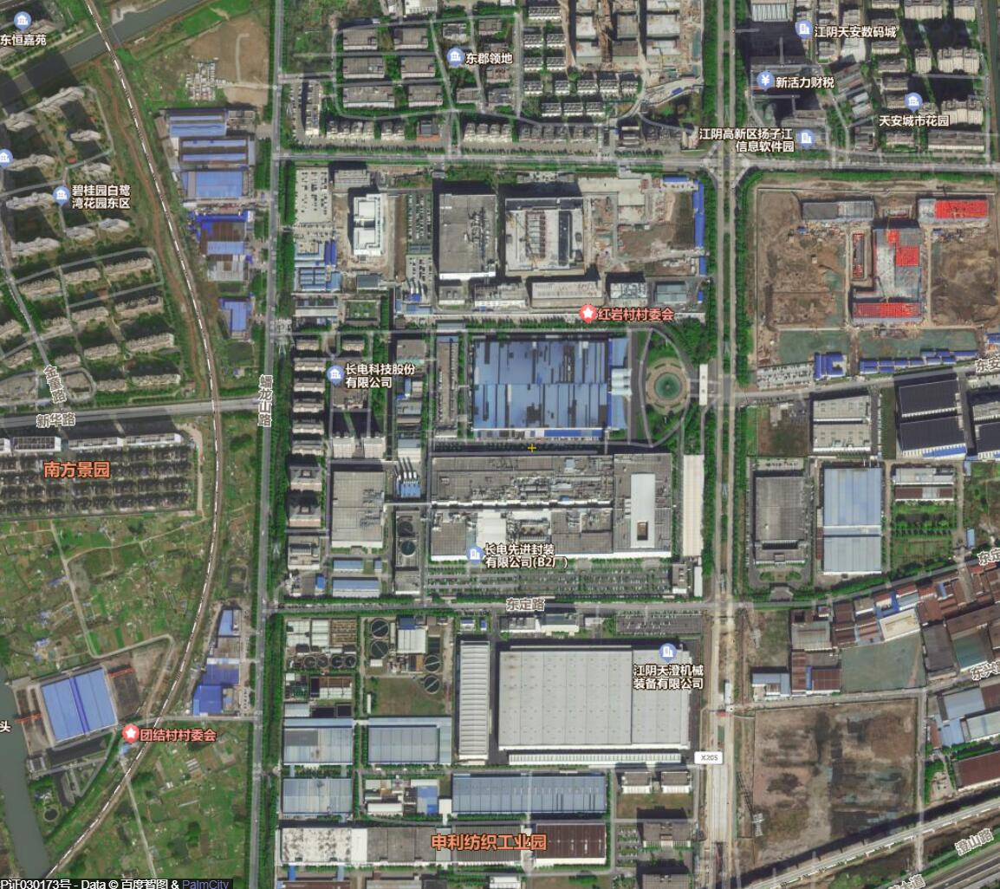 东恒嘉苑
东郡领地
江阴天安数码城
新活力财税
天安城市花园
江阴高新区扬子江
信息软件园
碧桂园白鹭
湾花园东区
红岩村村委会
长电科技股份
有限公司
蟠龙山路
金景路
新华路
东安
南方景园
长电先进封装
有限公司(B2厂)
东定
东定路
江阴天澄机械
装备有限公司
东兴
头
团结村村委会
X205
申利纺织工业园
澄山路
P证030173号 - Data © 百度智图 & PalmCity